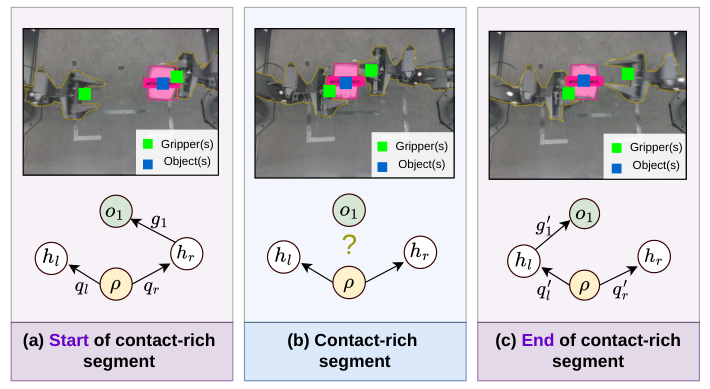 Gripper(s)
Object(s)
o₁
g₁
hₗ
hᵣ
qₗ
ρ
qᵣ
(a) Start of contact-rich
segment
Gripper(s)
Object(s)
o₁
?
hₗ
hᵣ
ρ
(b) Contact-rich
segment
Gripper(s)
Object(s)
g′₁
o₁
hₗ
hᵣ
q′ₗ
ρ
q′ᵣ
(c) End of contact-rich
segment